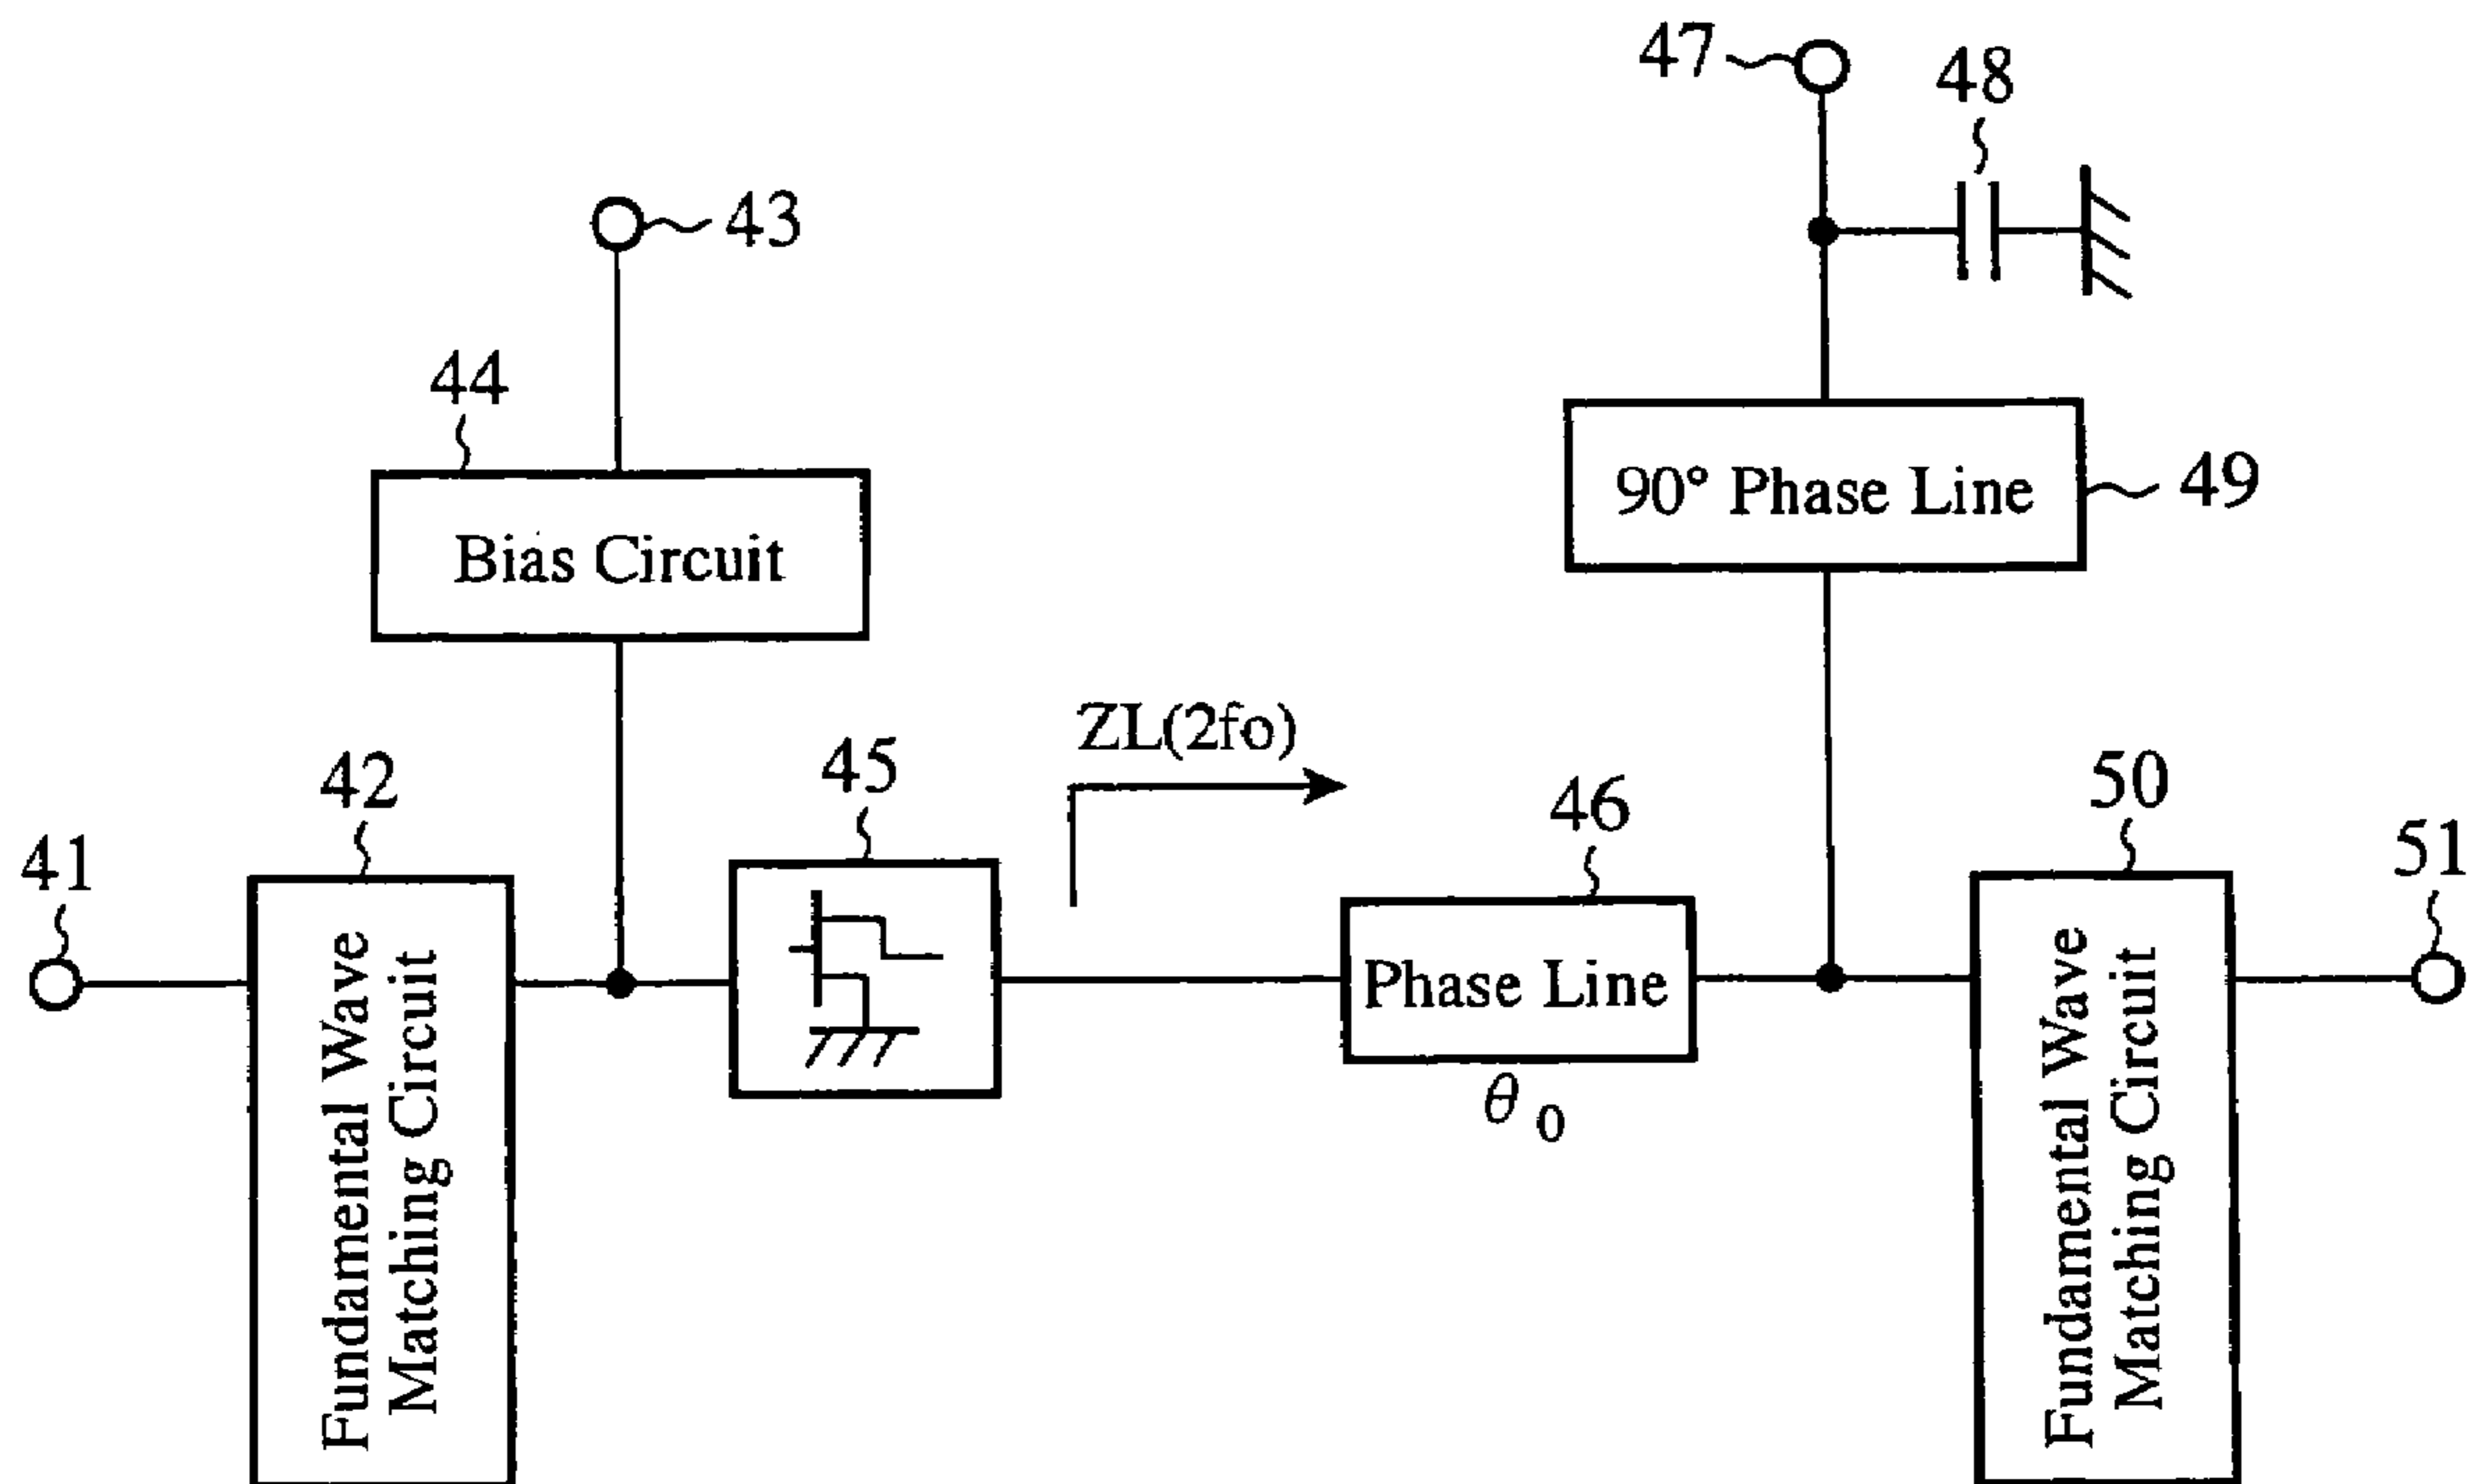 47
48
43
44
Bias Circuit
90° Phase Line
49
ZL(2fo)
42
45
46
50
41
51
Fundamental Wave
Matching Circuit
Phase Line
θ 0
Fundamental Wave
Matching Circuit